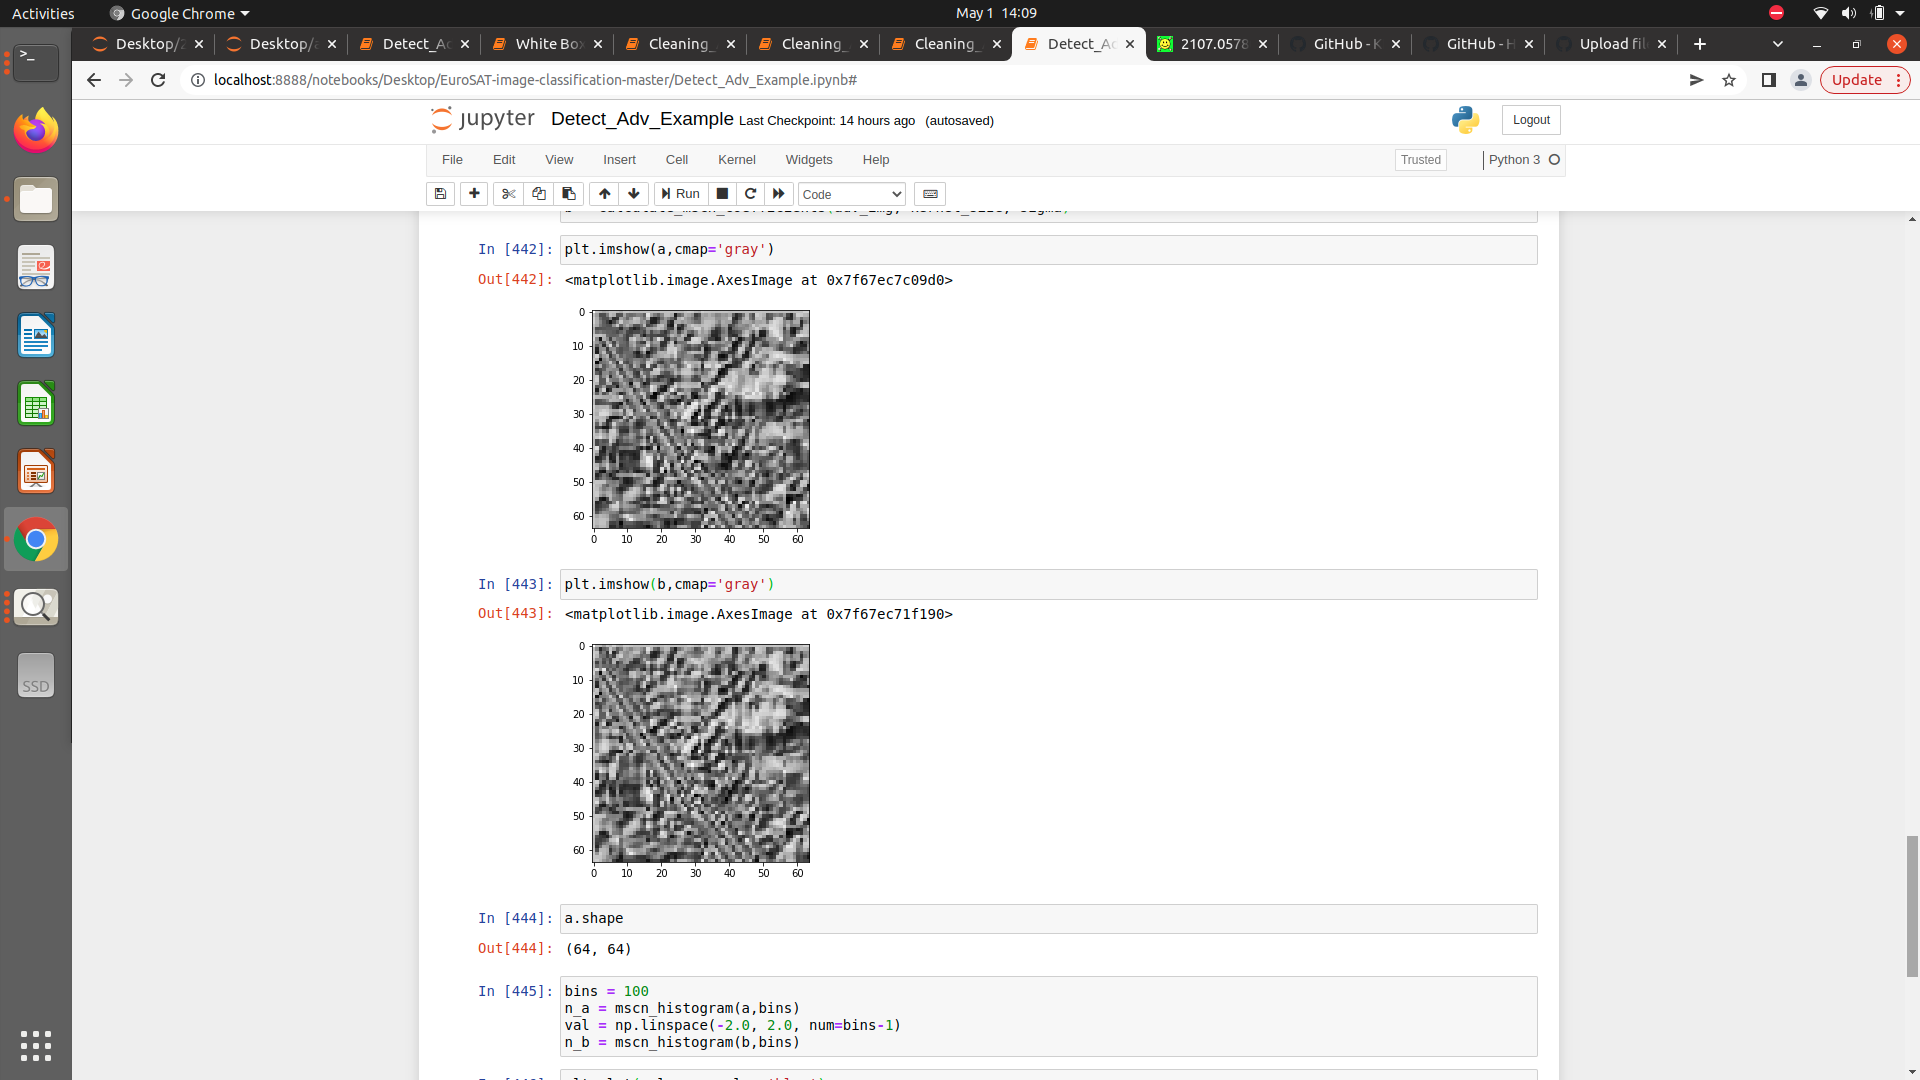 Activities
Google Chrome
May 1 14:09
Desktop/2
Desktop/a
Detect_Ac
White Box
Cleaning_
Cleaning_
Cleaning_
Detect_Ac
2107.0578
GitHub - K
GitHub - H
Upload fil
localhost:8888/notebooks/Desktop/EuroSAT-image-classification-master/Detect_Adv_Example.ipynb#
Update
jupyter
Detect_Adv_Example Last Checkpoint: 14 hours ago (autosaved)
Logout
File Edit View Insert Cell Kernel Widgets Help
Trusted
Python 3
Run
Code
In [442]: plt.imshow(a,cmap='gray')
Out[442]: <matplotlib.image.AxesImage at 0x7f67ec7c09d0>
0
10
20
30
40
50
60
0 10 20 30 40 50 60
In [443]: plt.imshow(b,cmap='gray')
Out[443]: <matplotlib.image.AxesImage at 0x7f67ec71f190>
0
10
20
30
40
50
60
0 10 20 30 40 50 60
In [444]: a.shape
Out[444]: (64, 64)
In [445]: bins = 100
n_a = mscn_histogram(a,bins)
val = np.linspace(-2.0, 2.0, num=bins-1)
n_b = mscn_histogram(b,bins)
SSD